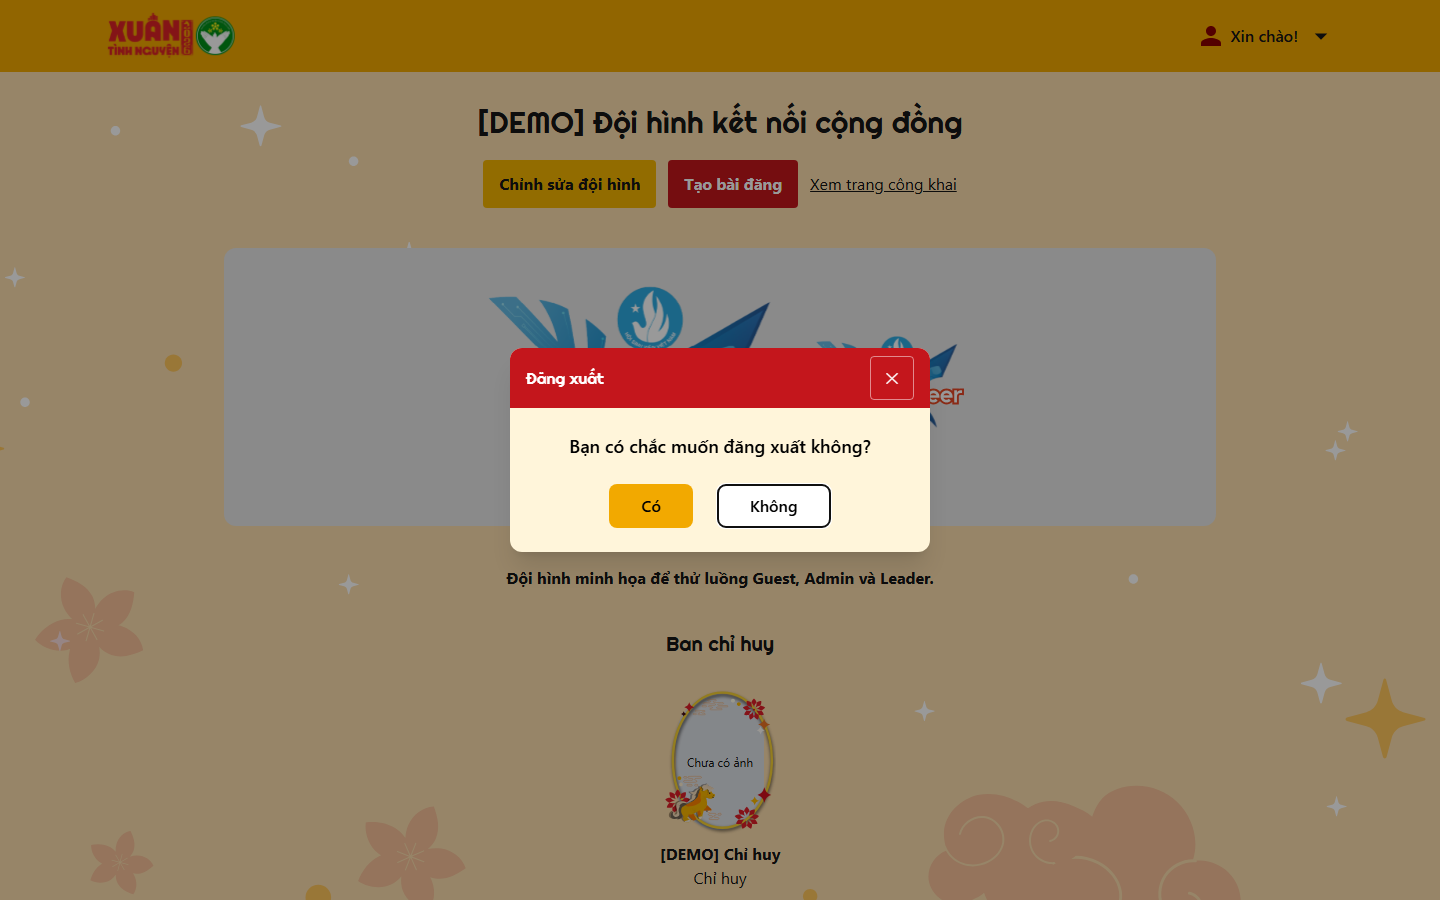 XUÂN
TÌNH NGUYỆN
Xin chào!
[DEMO] Đội hình kết nối cộng đồng
Chỉnh sửa đội hình
Tạo bài đăng
Xem trang công khai
eer
Đăng xuất
Bạn có chắc muốn đăng xuất không?
Có
Không
Đội hình minh họa để thử luồng Guest, Admin và Leader.
Ban chỉ huy
Chưa có ảnh
[DEMO] Chỉ huy
Chỉ huy